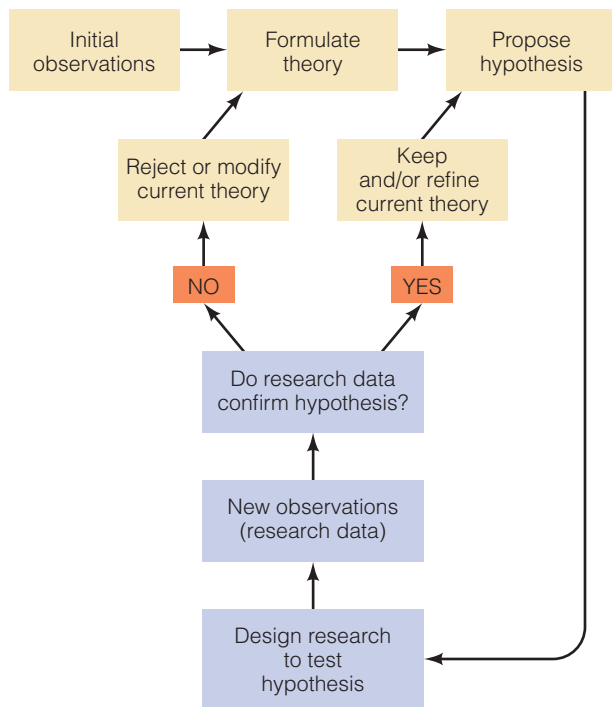 Initial
observations
Formulate
theory
Propose
hypothesis
Reject or modify
current theory
Keep
and/or refine
current theory
NO
YES
Do research data
confirm hypothesis?
New observations
(research data)
Design research
to test
hypothesis